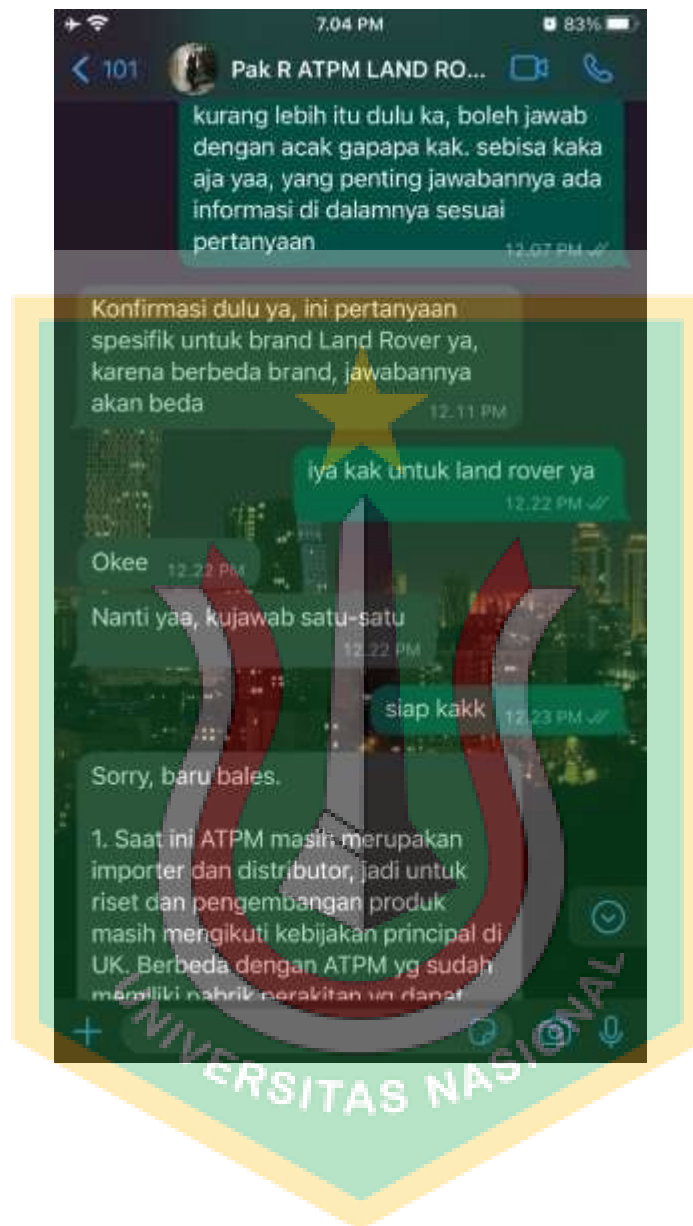 7.04 PM
83%
101
Pak R ATPM LAND RO...
kurang lebih itu dulu ka, boleh jawab
dengan acak gapapa kak. sebisa kaka
aja yaa, yang penting jawabannya ada
informasi di dalamnya sesuai
pertanyaan
12.07 PM
Konfirmasi dulu ya, ini pertanyaan
spesifik untuk brand Land Rover ya,
karena berbeda brand, jawabannya
akan beda
12.11 PM
iya kak untuk land rover ya
12.22 PM
Okee
12.22 PM
Nanti yaa, kujawab satu-satu
12.22 PM
siap kakk
12.23 PM
Sorry, baru bales.
1. Saat ini ATPM masih merupakan
importer dan distributor, jadi untuk
riset dan pengembangan produk
masih mengikuti kebijakan principal di
UK. Berbeda dengan ATPM yg sudah
memiliki pabrik perakitan yg dapat
UNIVERSITAS NASIONAL